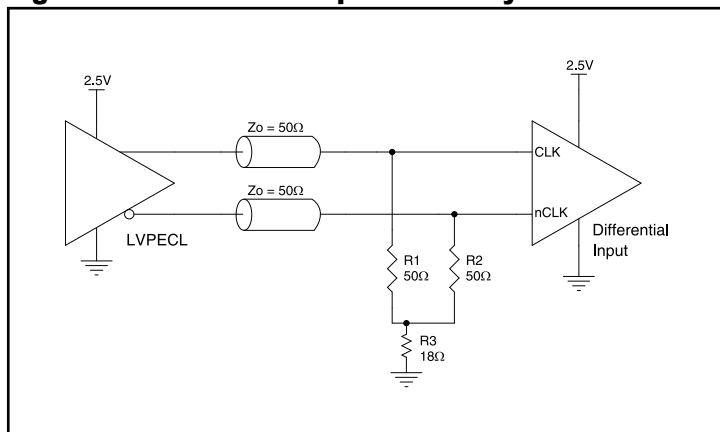 2.5V
2.5V
Zo = 50Ω
CLK
Zo = 50Ω
nCLK
LVPECL
Differential
Input
R1
50Ω
R2
50Ω
R3
18Ω